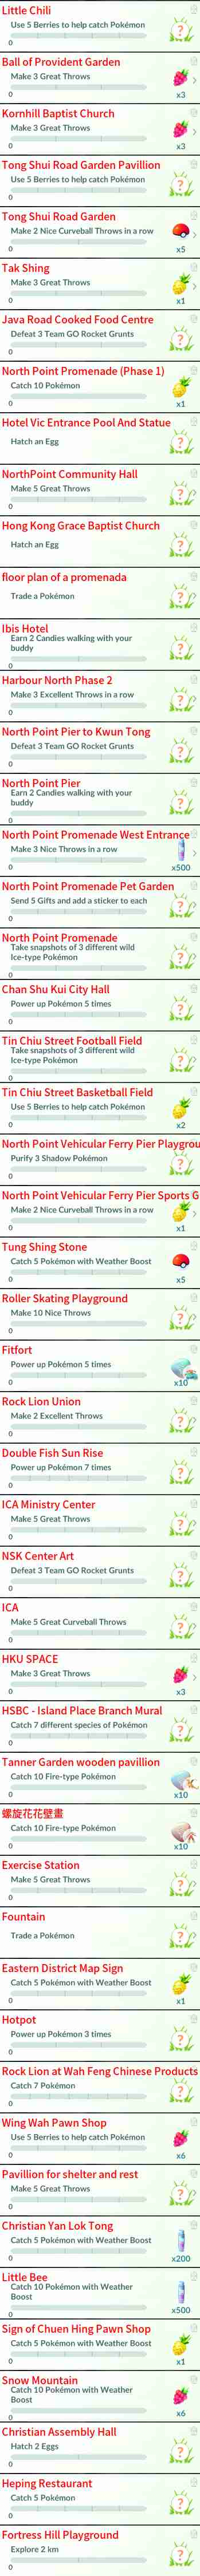 Little Chili
Use 5 Berries to help catch Pokémon
?
0
Ball of Provident Garden
Make 3 Great Throws
0
x3
Kornhill Baptist Church
Make 3 Great Throws
0
x3
Tong Shui Road Garden Pavillion
Use 5 Berries to help catch Pokémon
?
0
Tong Shui Road Garden
Make 2 Nice Curveball Throws in a row
0
x5
Tak Shing
Make 3 Great Throws
0
x1
Java Road Cooked Food Centre
Defeat 3 Team GO Rocket Grunts
?
0
North Point Promenade (Phase 1)
Catch 10 Pokémon
0
x1
Hotel Vic Entrance Pool And Statue
Hatch an Egg
?
NorthPoint Community Hall
Make 5 Great Throws
?
0
Hong Kong Grace Baptist Church
Hatch an Egg
?
floor plan of a promenada
Trade a Pokémon
?
Ibis Hotel
Earn 2 Candies walking with your
buddy
?
0
Harbour North Phase 2
Make 3 Excellent Throws in a row
?
0
North Point Pier to Kwun Tong
Defeat 3 Team GO Rocket Grunts
?
0
North Point Pier
Earn 2 Candies walking with your
buddy
?
0
North Point Promenade West Entrance
Make 3 Nice Throws in a row
0
x500
North Point Promenade Pet Garden
Send 5 Gifts and add a sticker to each
?
0
North Point Promenade
Take snapshots of 3 different wild
Ice-type Pokémon
?
0
Chan Shu Kui City Hall
Power up Pokémon 5 times
?
0
Tin Chiu Street Football Field
Take snapshots of 3 different wild
Ice-type Pokémon
?
0
Tin Chiu Street Basketball Field
Use 5 Berries to help catch Pokémon
0
x2
North Point Vehicular Ferry Pier Playgrou
Purify 3 Shadow Pokémon
?
0
North Point Vehicular Ferry Pier Sports G
Make 2 Nice Curveball Throws in a row
0
x1
Tung Shing Stone
Catch 5 Pokémon with Weather Boost
0
x5
Roller Skating Playground
Make 10 Nice Throws
?
0
Fitfort
Power up Pokémon 5 times
0
x10
Rock Lion Union
Make 2 Excellent Throws
?
0
Double Fish Sun Rise
Power up Pokémon 7 times
?
0
ICA Ministry Center
Make 5 Great Throws
?
0
NSK Center Art
Defeat 3 Team GO Rocket Grunts
?
0
ICA
Make 5 Great Curveball Throws
?
0
HKU SPACE
Make 3 Great Throws
0
x3
HSBC - Island Place Branch Mural
Catch 7 different species of Pokémon
?
0
Tanner Garden wooden pavillion
Catch 10 Fire-type Pokémon
0
x10
螺旋花花壁畫
Catch 10 Fire-type Pokémon
0
x10
Exercise Station
Make 5 Great Throws
?
0
Fountain
Trade a Pokémon
?
Eastern District Map Sign
Catch 5 Pokémon with Weather Boost
0
x1
Hotpot
Power up Pokémon 3 times
?
0
Rock Lion at Wah Feng Chinese Products
Catch 7 Pokémon
?
0
Wing Wah Pawn Shop
Use 5 Berries to help catch Pokémon
0
x6
Pavillion for shelter and rest
Make 5 Great Throws
?
0
Christian Yan Lok Tong
Catch 5 Pokémon with Weather Boost
0
x200
Little Bee
Catch 10 Pokémon with Weather
Boost
0
x500
Sign of Chuen Hing Pawn Shop
Catch 5 Pokémon with Weather Boost
0
x1
Snow Mountain
Catch 10 Pokémon with Weather
Boost
0
x6
Christian Assembly Hall
Hatch 2 Eggs
?
0
Heping Restaurant
Catch 5 Pokémon
?
0
Fortress Hill Playground
Explore 2 km
?
0